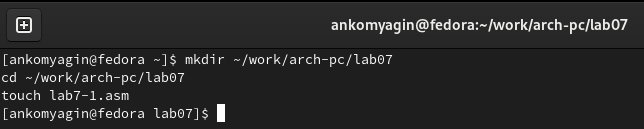 ankomyagin@fedora:~/work/arch-pc/lab07
[ankomyagin@fedora ~]$ mkdir ~/work/arch-pc/lab07
cd ~/work/arch-pc/lab07
touch lab7-1.asm
[ankomyagin@fedora lab07]$